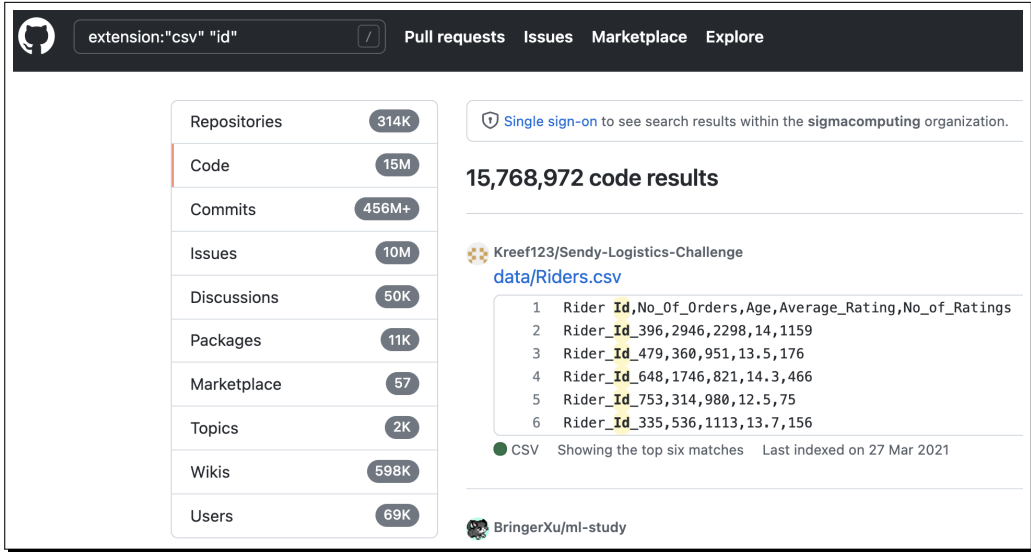 extension:"csv" "id" / Pull requests Issues Marketplace Explore
Repositories 314K
Code 15M
Commits 456M+
Issues 10M
Discussions 50K
Packages 11K
Marketplace 57
Topics 2K
Wikis 598K
Users 69K
Single sign-on to see search results within the sigmacomputing organization.
15,768,972 code results
Kreef123/Sendy-Logistics-Challenge
data/Riders.csv
1 Rider Id,No_Of_Orders,Age,Average_Rating,No_of_Ratings
2 Rider_Id_396,2946,2298,14,1159
3 Rider_Id_479,360,951,13.5,176
4 Rider_Id_648,1746,821,14.3,466
5 Rider_Id_753,314,980,12.5,75
6 Rider_Id_335,536,1113,13.7,156
CSV Showing the top six matches Last indexed on 27 Mar 2021
BringerXu/ml-study